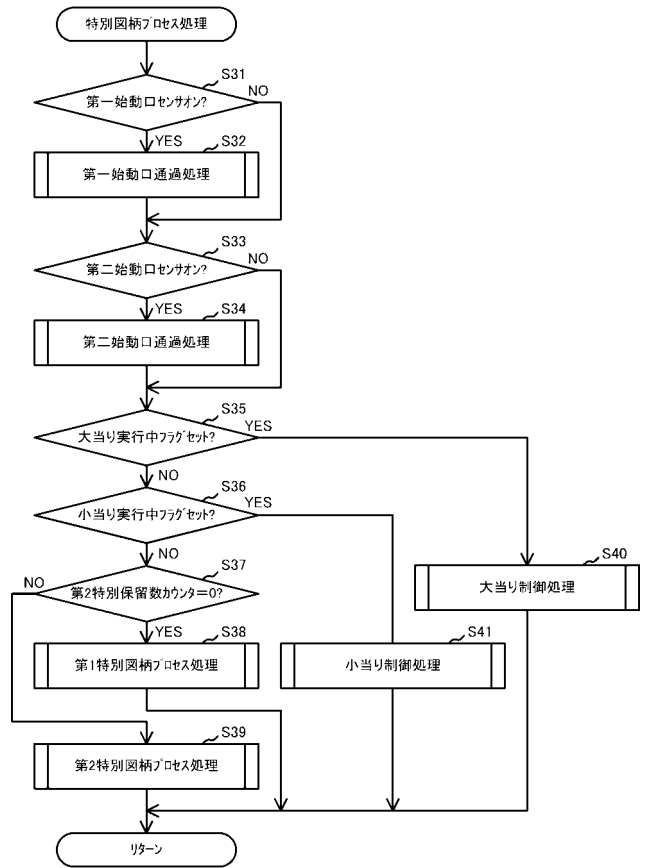 特別図柄プロセス処理
S31
第一始動口センサオン?
NO
YES
S32
第一始動口通過処理
S33
第二始動口センサオン?
NO
YES
S34
第二始動口通過処理
S35
大当り実行中フラグセット?
YES
NO
S36
小当り実行中フラグセット?
YES
NO
S37
NO
第2特別保留数カウンタ=0?
S40
大当り制御処理
YES
S38
第1特別図柄プロセス処理
S41
小当り制御処理
S39
第2特別図柄プロセス処理
リターン